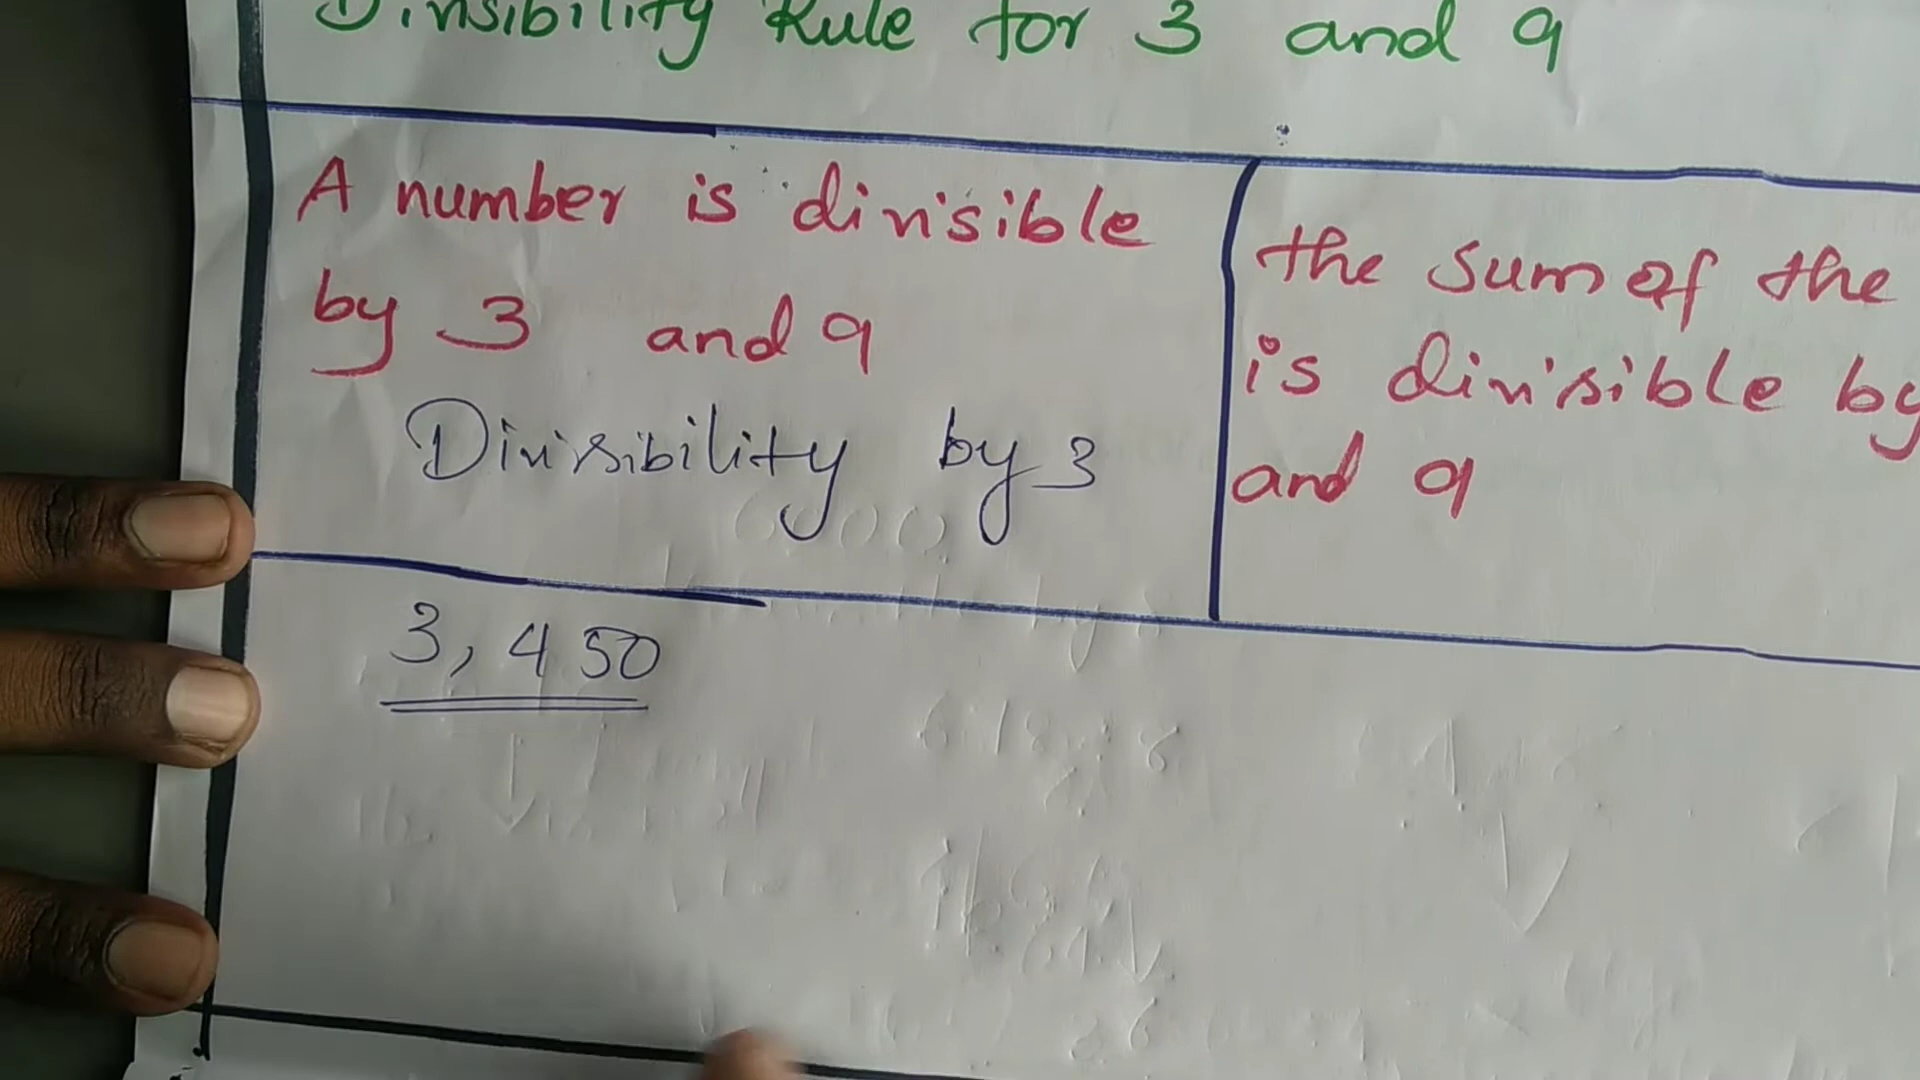 Divisibility Rule for 3 and 9
A number is divisible
by 3 and 9
Divisibility by 3
the sum of the
is divisible by
and 9
3,450